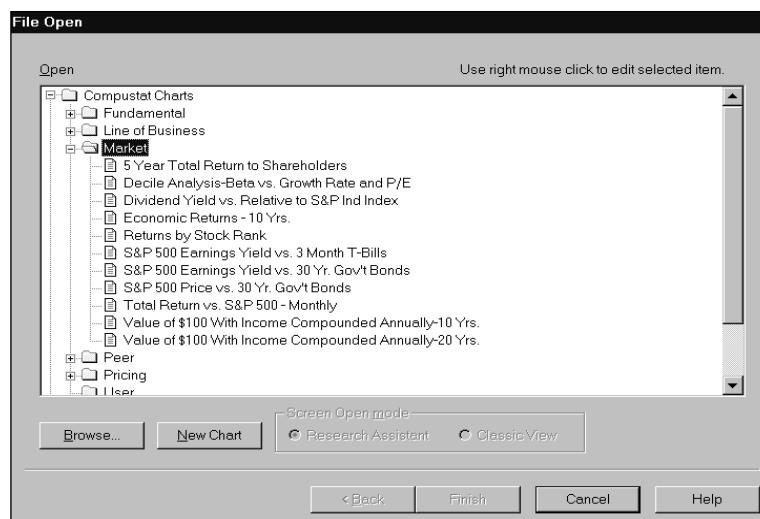 File Open
Open
Use right mouse click to edit selected item.
Compustat Charts
Fundamental
Line of Business
Market
5 Year Total Return to Shareholders
Decile Analysis-Beta vs. Growth Rate and P/E
Dividend Yield vs. Relative to S&P Ind Index
Economic Returns - 10 Yrs.
Returns by Stock Rank
S&P 500 Earnings Yield vs. 3 Month T-Bills
S&P 500 Earnings Yield vs. 30 Yr. Gov't Bonds
S&P 500 Price vs. 30 Yr. Gov't Bonds
Total Return vs. S&P 500 - Monthly
Value of $100 With Income Compounded Annually-10 Yrs.
Value of $100 With Income Compounded Annually-20 Yrs.
Peer
Pricing
User
Screen Open mode
Browse...
New Chart
Research Assistant
Classic View
< Back
Finish
Cancel
Help